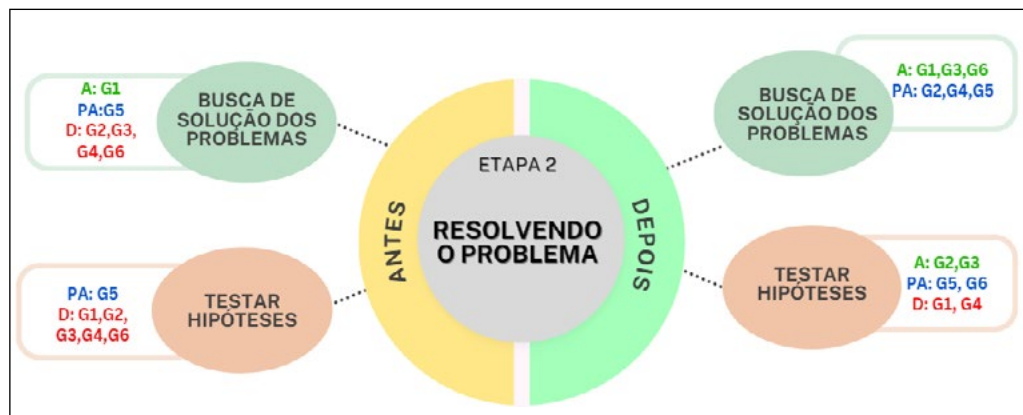 A: G1
PA:G5
D: G2,G3,
G4,G6
BUSCA DE
SOLUÇÃO DOS
PROBLEMAS
PA: G5
D: G1,G2,
G3,G4,G6
TESTAR
HIPÓTESES
ANTES
ETAPA 2
RESOLVENDO
O PROBLEMA
DEPOIS
BUSCA DE
SOLUÇÃO DOS
PROBLEMAS
A: G1,G3,G6
PA: G2,G4,G5
TESTAR
HIPÓTESES
A: G2,G3
PA: G5, G6
D: G1, G4